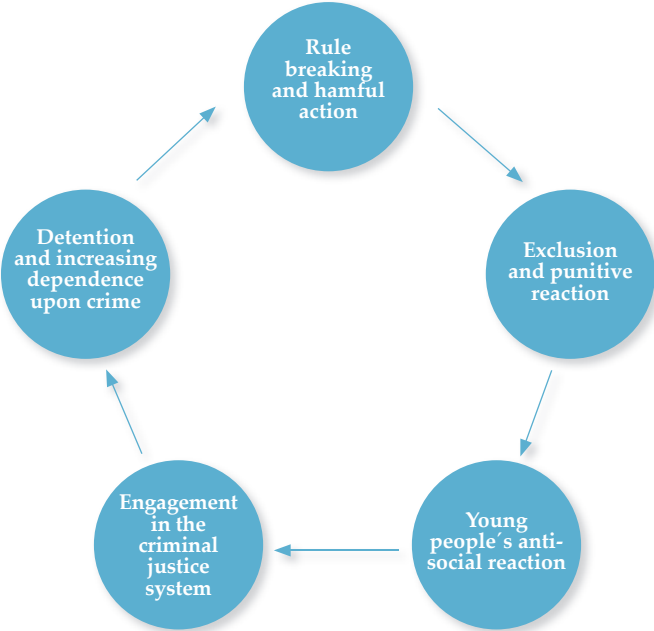 Rule
breaking
and hamful
action
Exclusion
and punitive
reaction
Young
people´s anti-
social reaction
Engagement
in the
criminal
justice
system
Detention
and increasing
dependence
upon crime